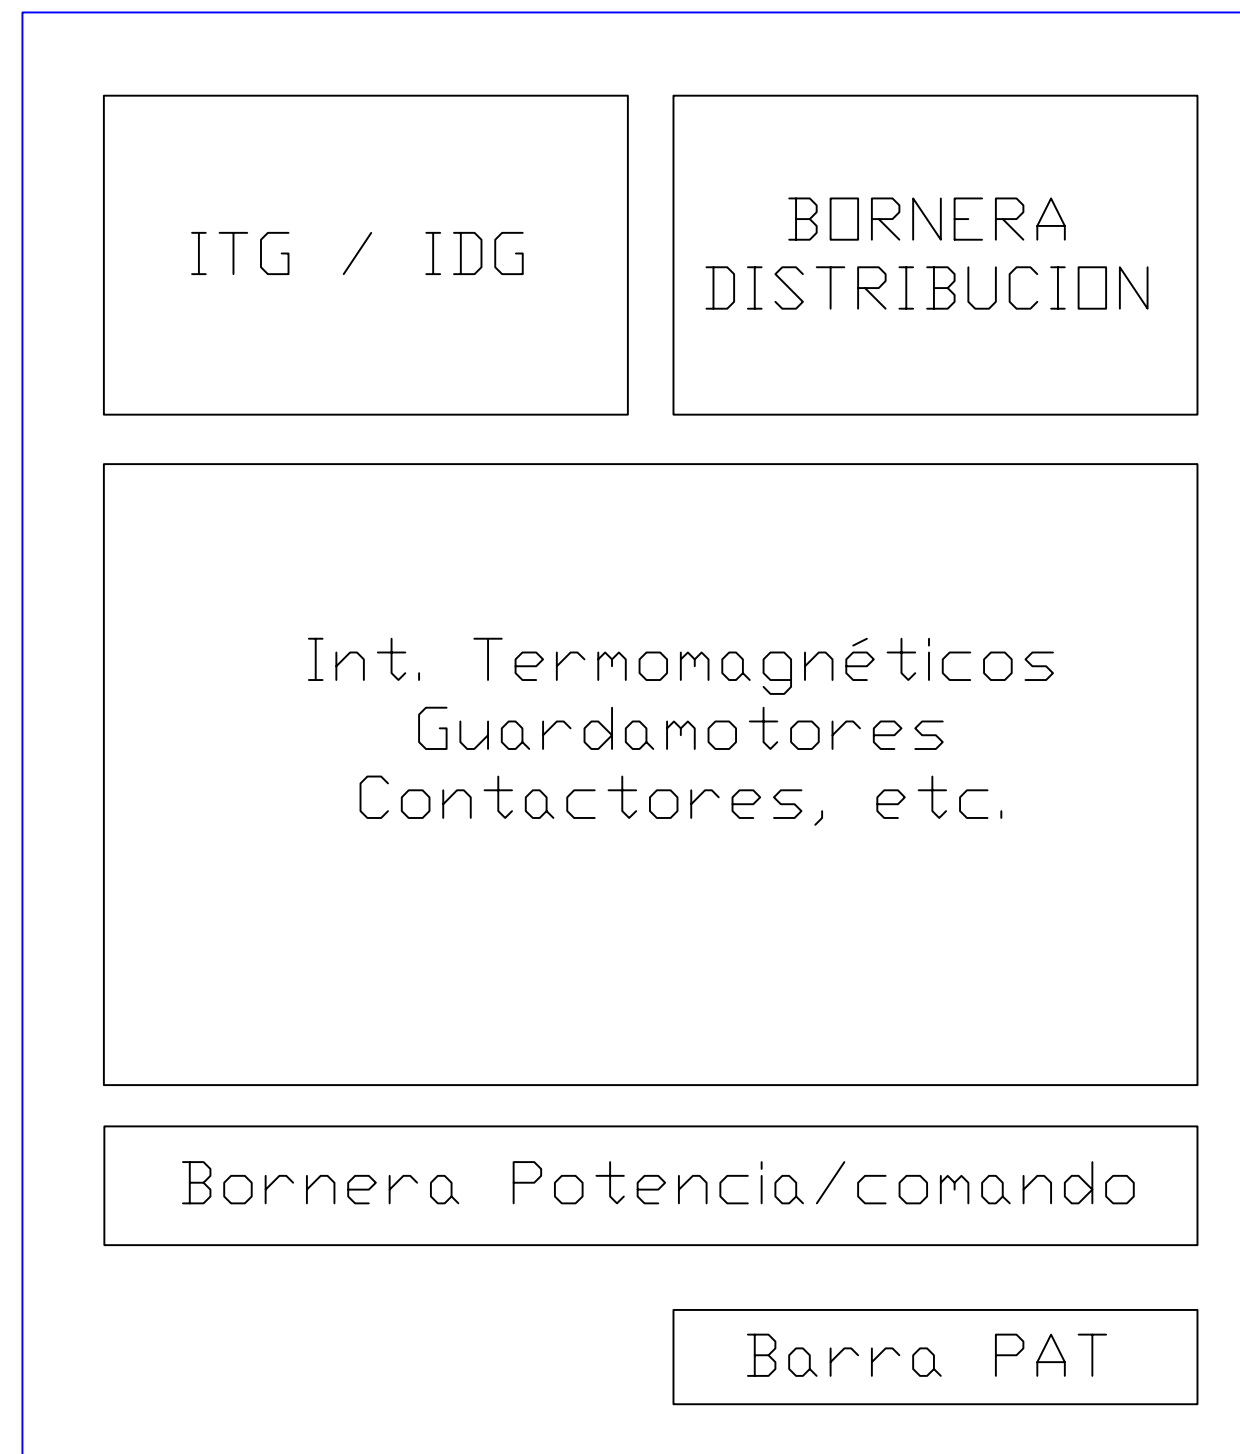 ITG / IDG
BORNERA
DISTRIBUCION
Int. Termomagnéticos
Guardamotores
Contactores, etc.
Bornera Potencia/comando
Barra PAT